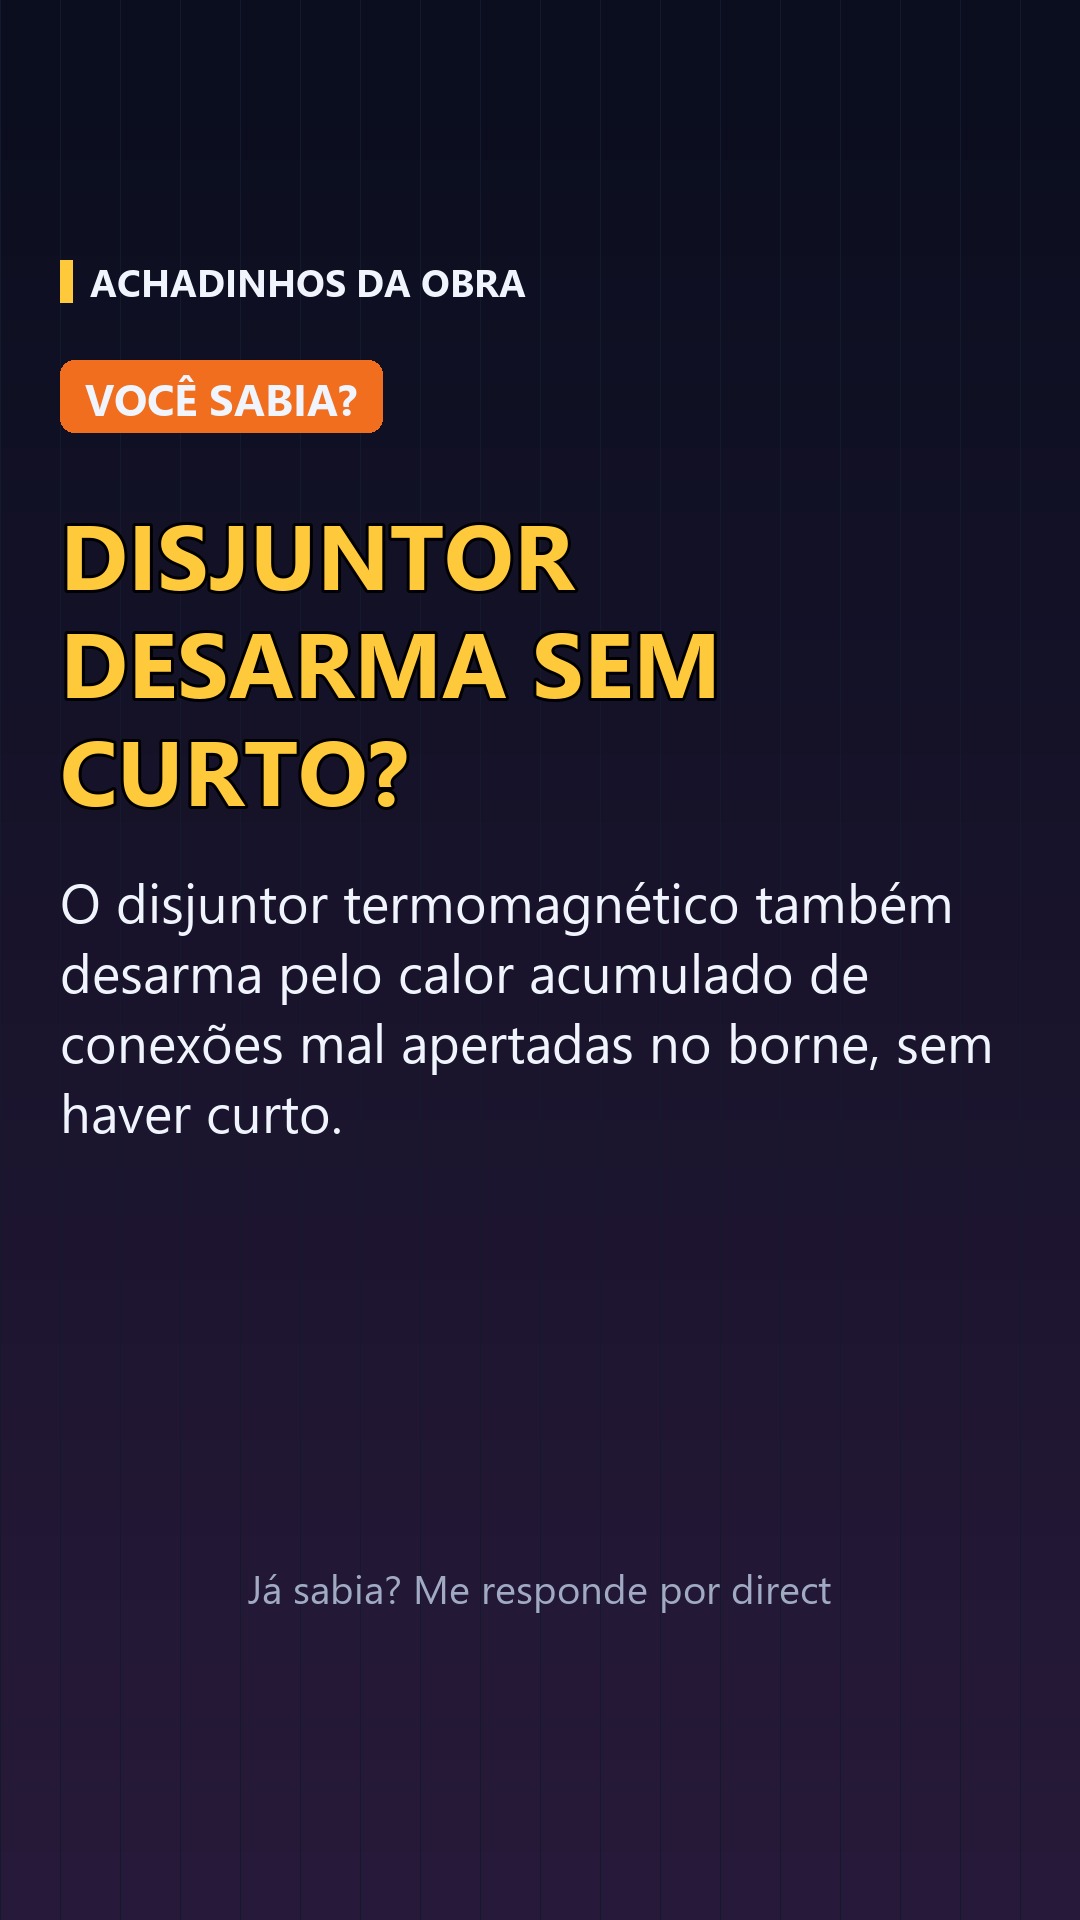 ACHADINHOS DA OBRA
VOCÊ SABIA?
DISJUNTOR
DESARMA SEM
CURTO?
O disjuntor termomagnético também
desarma pelo calor acumulado de
conexões mal apertadas no borne, sem
haver curto.
Já sabia? Me responde por direct